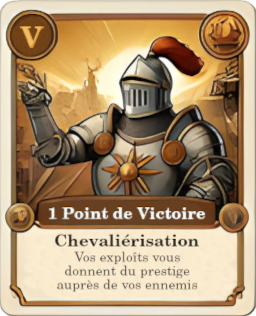 V
1 Point de Victoire
Chevaliérisation
Vos exploits vous
donnent du prestige
auprès de vos ennemis